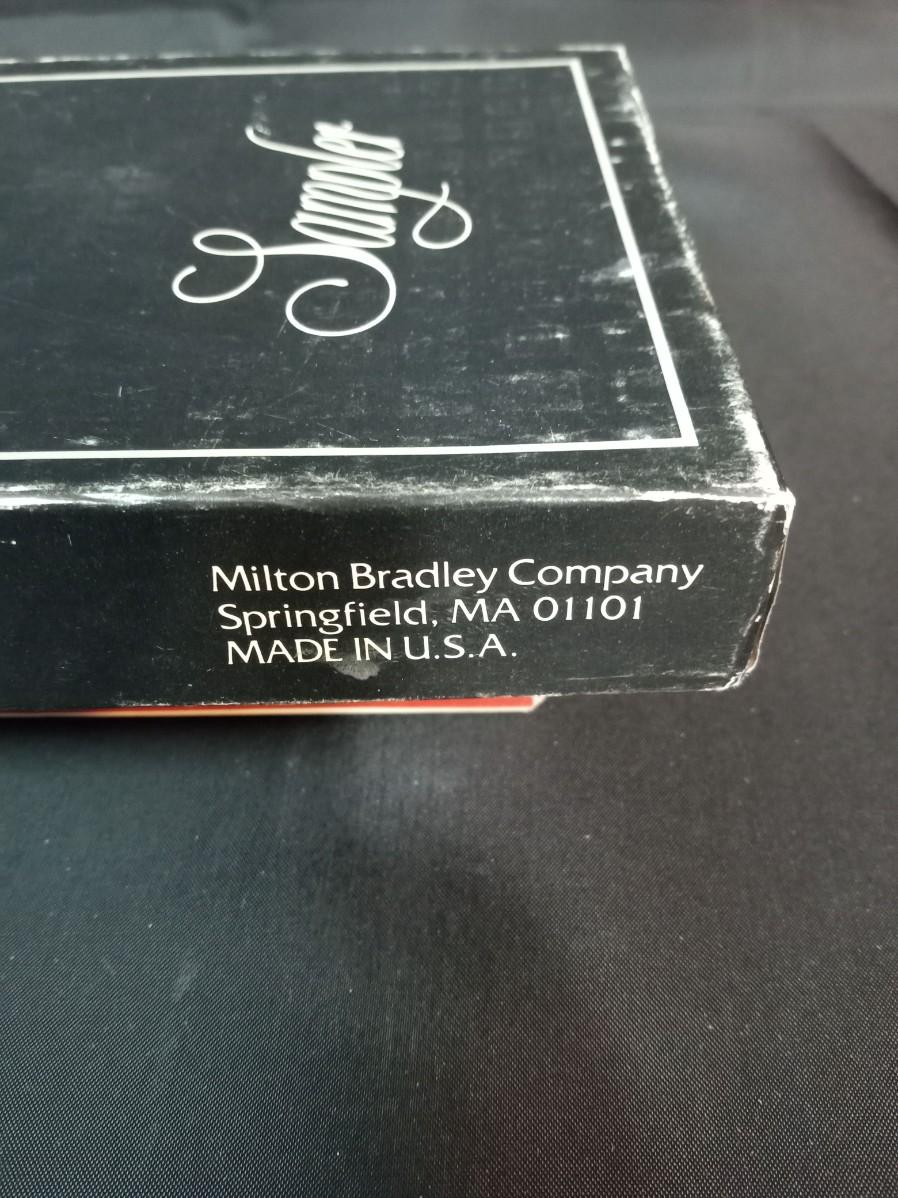 Sampler
Milton Bradley Company
Springfield, MA 01101
MADE IN U.S.A.